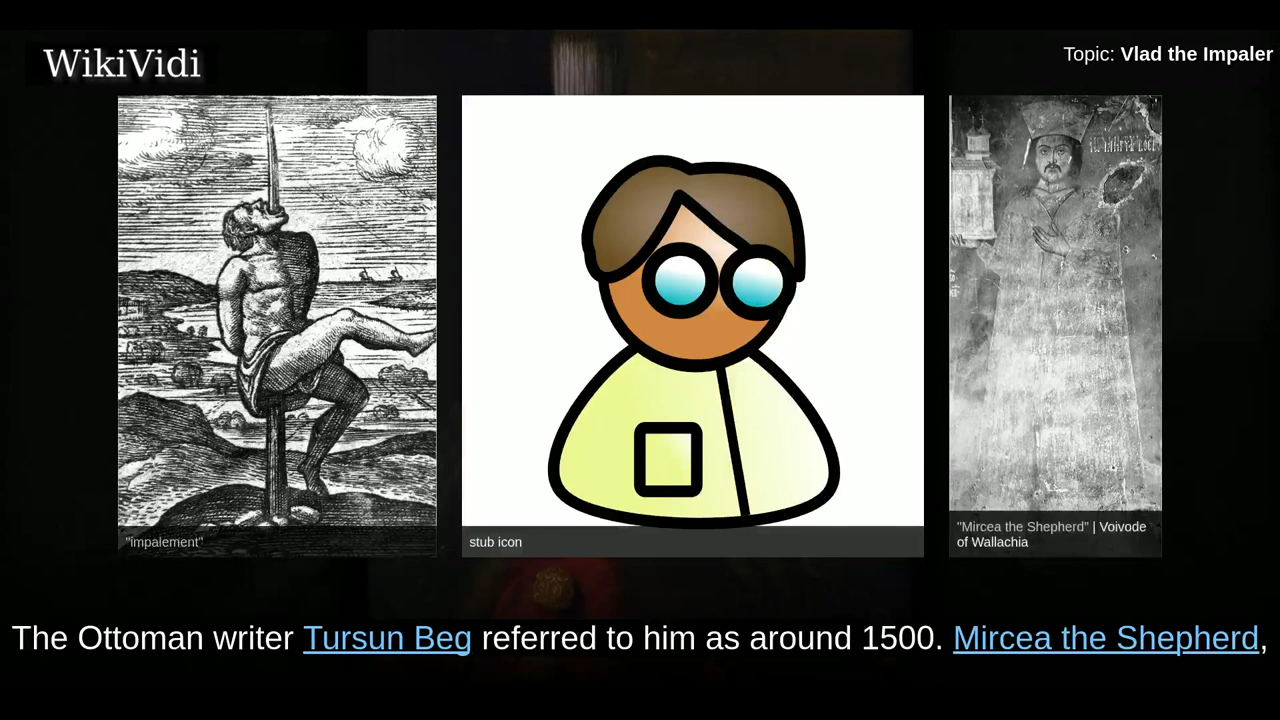 WikiVidi
Topic: Vlad the Impaler
"impalement"
stub icon
"Mircea the Shepherd" | Voivode
of Wallachia
The Ottoman writer Tursun Beg referred to him as around 1500. Mircea the Shepherd,